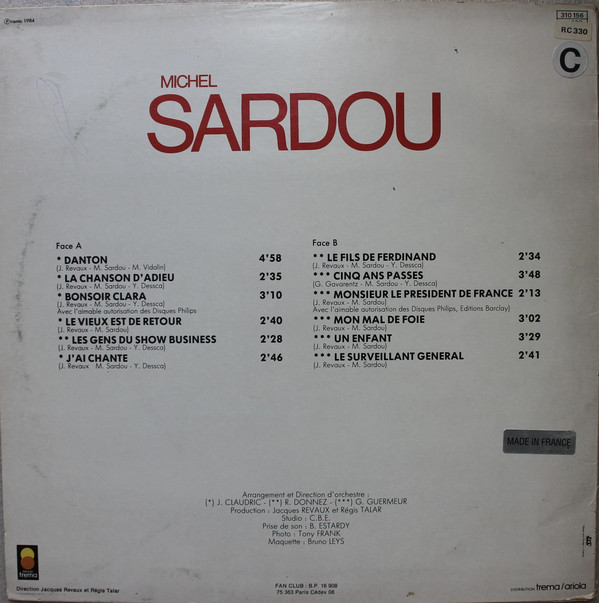 ℗ tréma 1984
310 156
RC 330
C
MICHEL
SARDOU
Face A
* DANTON 4'58
(J. Revaux - M. Sardou - M. Vidalin)
* LA CHANSON D'ADIEU 2'35
(J. Revaux - M. Sardou - Y. Dessca)
* BONSOIR CLARA 3'10
(J. Revaux - M. Sardou - Y. Dessca)
Avec l'aimable autorisation des Disques Philips
* LE VIEUX EST DE RETOUR 2'40
(J. Revaux - M. Sardou)
** LES GENS DU SHOW BUSINESS 2'28
(J. Revaux - M. Sardou - Y. Dessca)
* J'AI CHANTE 2'46
(J. Revaux M. Sardou - Y. Dessca)
Face B
** LE FILS DE FERDINAND 2'34
(J. Revaux - M. Sardou - Y. Dessca)
*** CINQ ANS PASSES 3'48
(G. Gavarentz - M. Sardou - Y. Dessca)
*** MONSIEUR LE PRESIDENT DE FRANCE 2'13
(J. Revaux - M. Sardou)
Avec l'aimable autorisation des Disques Philips, Editions Barclay)
*** MON MAL DE FOIE 3'02
(J. Revaux - M. Sardou - Y. Dessca)
*** UN ENFANT 3'29
(J. Revaux - M. Sardou)
*** LE SURVEILLANT GENERAL 2'41
(J. Revaux - M. Sardou)
MADE IN FRANCE
Arrangement et Direction d'orchestre :
(*) J. CLAUDRIC - (**) R. DONNEZ - (***) G. GUERMEUR
Production : Jacques REVAUX et Régis TALAR
Studio : C.B.E.
Prise de son : B. ESTARDY
Photo : Tony FRANK
Maquette : Bruno LEYS
trema
Direction Jacques Revaux et Régis Talar
FAN CLUB : B.P. 16 908
75 363 Paris CÉdex 08
DISTRIBUTION trema/ariola